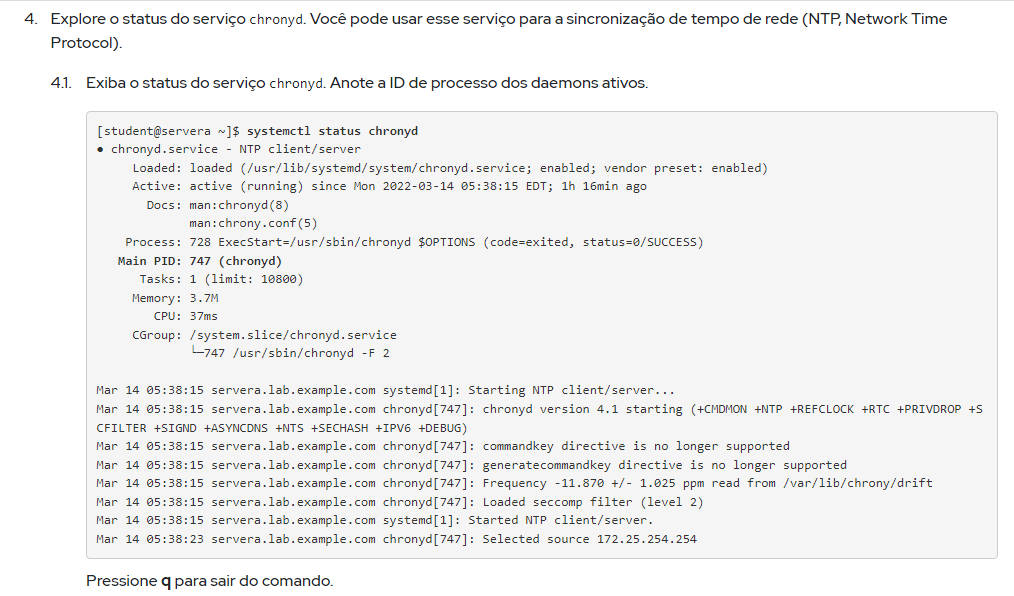 4. Explore o status do serviço chronyd. Você pode usar esse serviço para a sincronização de tempo de rede (NTP, Network Time
Protocol).
4.1. Exiba o status do serviço chronyd. Anote a ID de processo dos daemons ativos.
[student@servera ~]$ systemctl status chronyd
● chronyd.service - NTP client/server
     Loaded: loaded (/usr/lib/systemd/system/chronyd.service; enabled; vendor preset: enabled)
     Active: active (running) since Mon 2022-03-14 05:38:15 EDT; 1h 16min ago
       Docs: man:chronyd(8)
             man:chrony.conf(5)
    Process: 728 ExecStart=/usr/sbin/chronyd $OPTIONS (code=exited, status=0/SUCCESS)
   Main PID: 747 (chronyd)
      Tasks: 1 (limit: 10800)
     Memory: 3.7M
        CPU: 37ms
     CGroup: /system.slice/chronyd.service
             └─747 /usr/sbin/chronyd -F 2
Mar 14 05:38:15 servera.lab.example.com systemd[1]: Starting NTP client/server...
Mar 14 05:38:15 servera.lab.example.com chronyd[747]: chronyd version 4.1 starting (+CMDMON +NTP +REFCLOCK +RTC +PRIVDROP +S
CFILTER +SIGND +ASYNCDNS +NTS +SECHASH +IPV6 +DEBUG)
Mar 14 05:38:15 servera.lab.example.com chronyd[747]: commandkey directive is no longer supported
Mar 14 05:38:15 servera.lab.example.com chronyd[747]: generatecommandkey directive is no longer supported
Mar 14 05:38:15 servera.lab.example.com chronyd[747]: Frequency -11.870 +/- 1.025 ppm read from /var/lib/chrony/drift
Mar 14 05:38:15 servera.lab.example.com chronyd[747]: Loaded seccomp filter (level 2)
Mar 14 05:38:15 servera.lab.example.com systemd[1]: Started NTP client/server.
Mar 14 05:38:23 servera.lab.example.com chronyd[747]: Selected source 172.25.254.254
Pressione q para sair do comando.